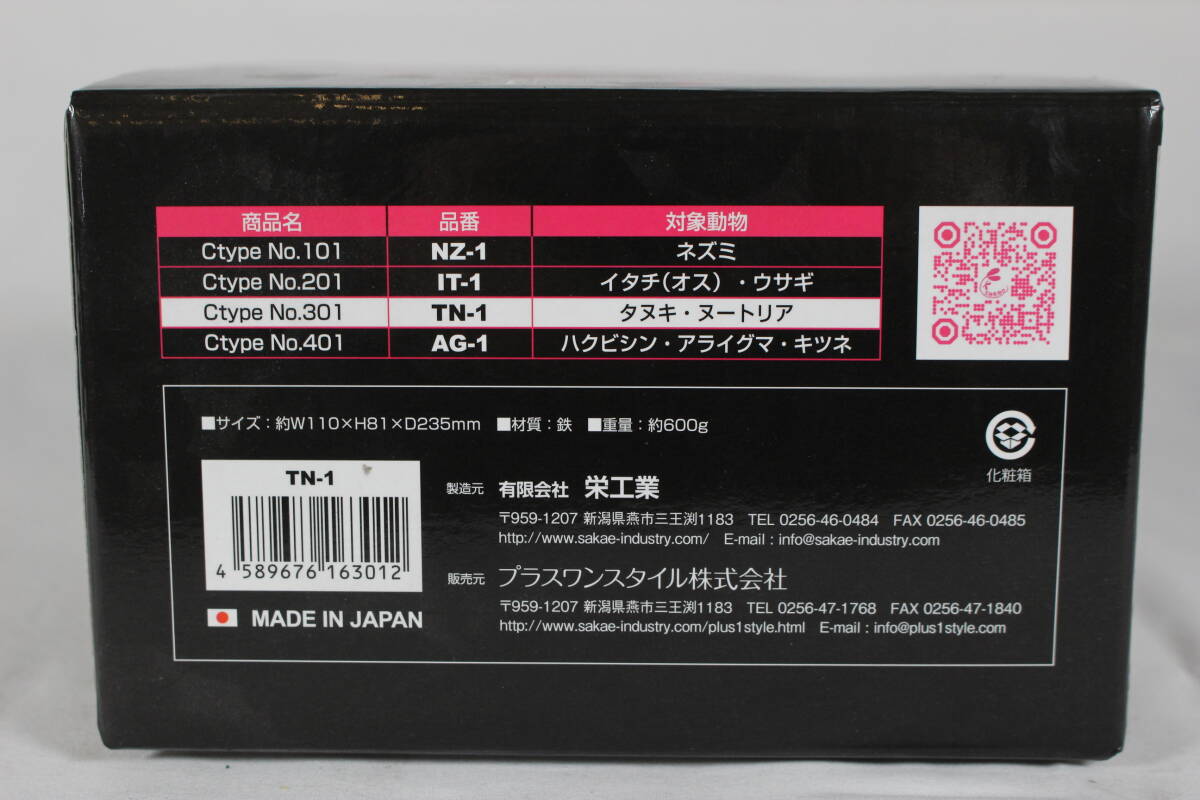 商品名 品番 対象動物
Ctype No.101 NZ-1 ネズミ
Ctype No.201 IT-1 イタチ(オス)・ウサギ
Ctype No.301 TN-1 タヌキ・ヌートリア
Ctype No.401 AG-1 ハクビシン・アライグマ・キツネ
■サイズ:約W110×H81×D235mm ■材質:鉄 ■重量:約600g
化粧箱
TN-1
4 589676 163012
MADE IN JAPAN
製造元 有限会社 栄工業
〒959-1207 新潟県燕市三王渕1183 TEL 0256-46-0484 FAX 0256-46-0485
http://www.sakae-industry.com/ E-mail : info@sakae-industry.com
販売元 プラスワンスタイル株式会社
〒959-1207 新潟県燕市三王渕1183 TEL 0256-47-1768 FAX 0256-47-1840
http://www.sakae-industry.com/plus1style.html E-mail : info@plus1style.com